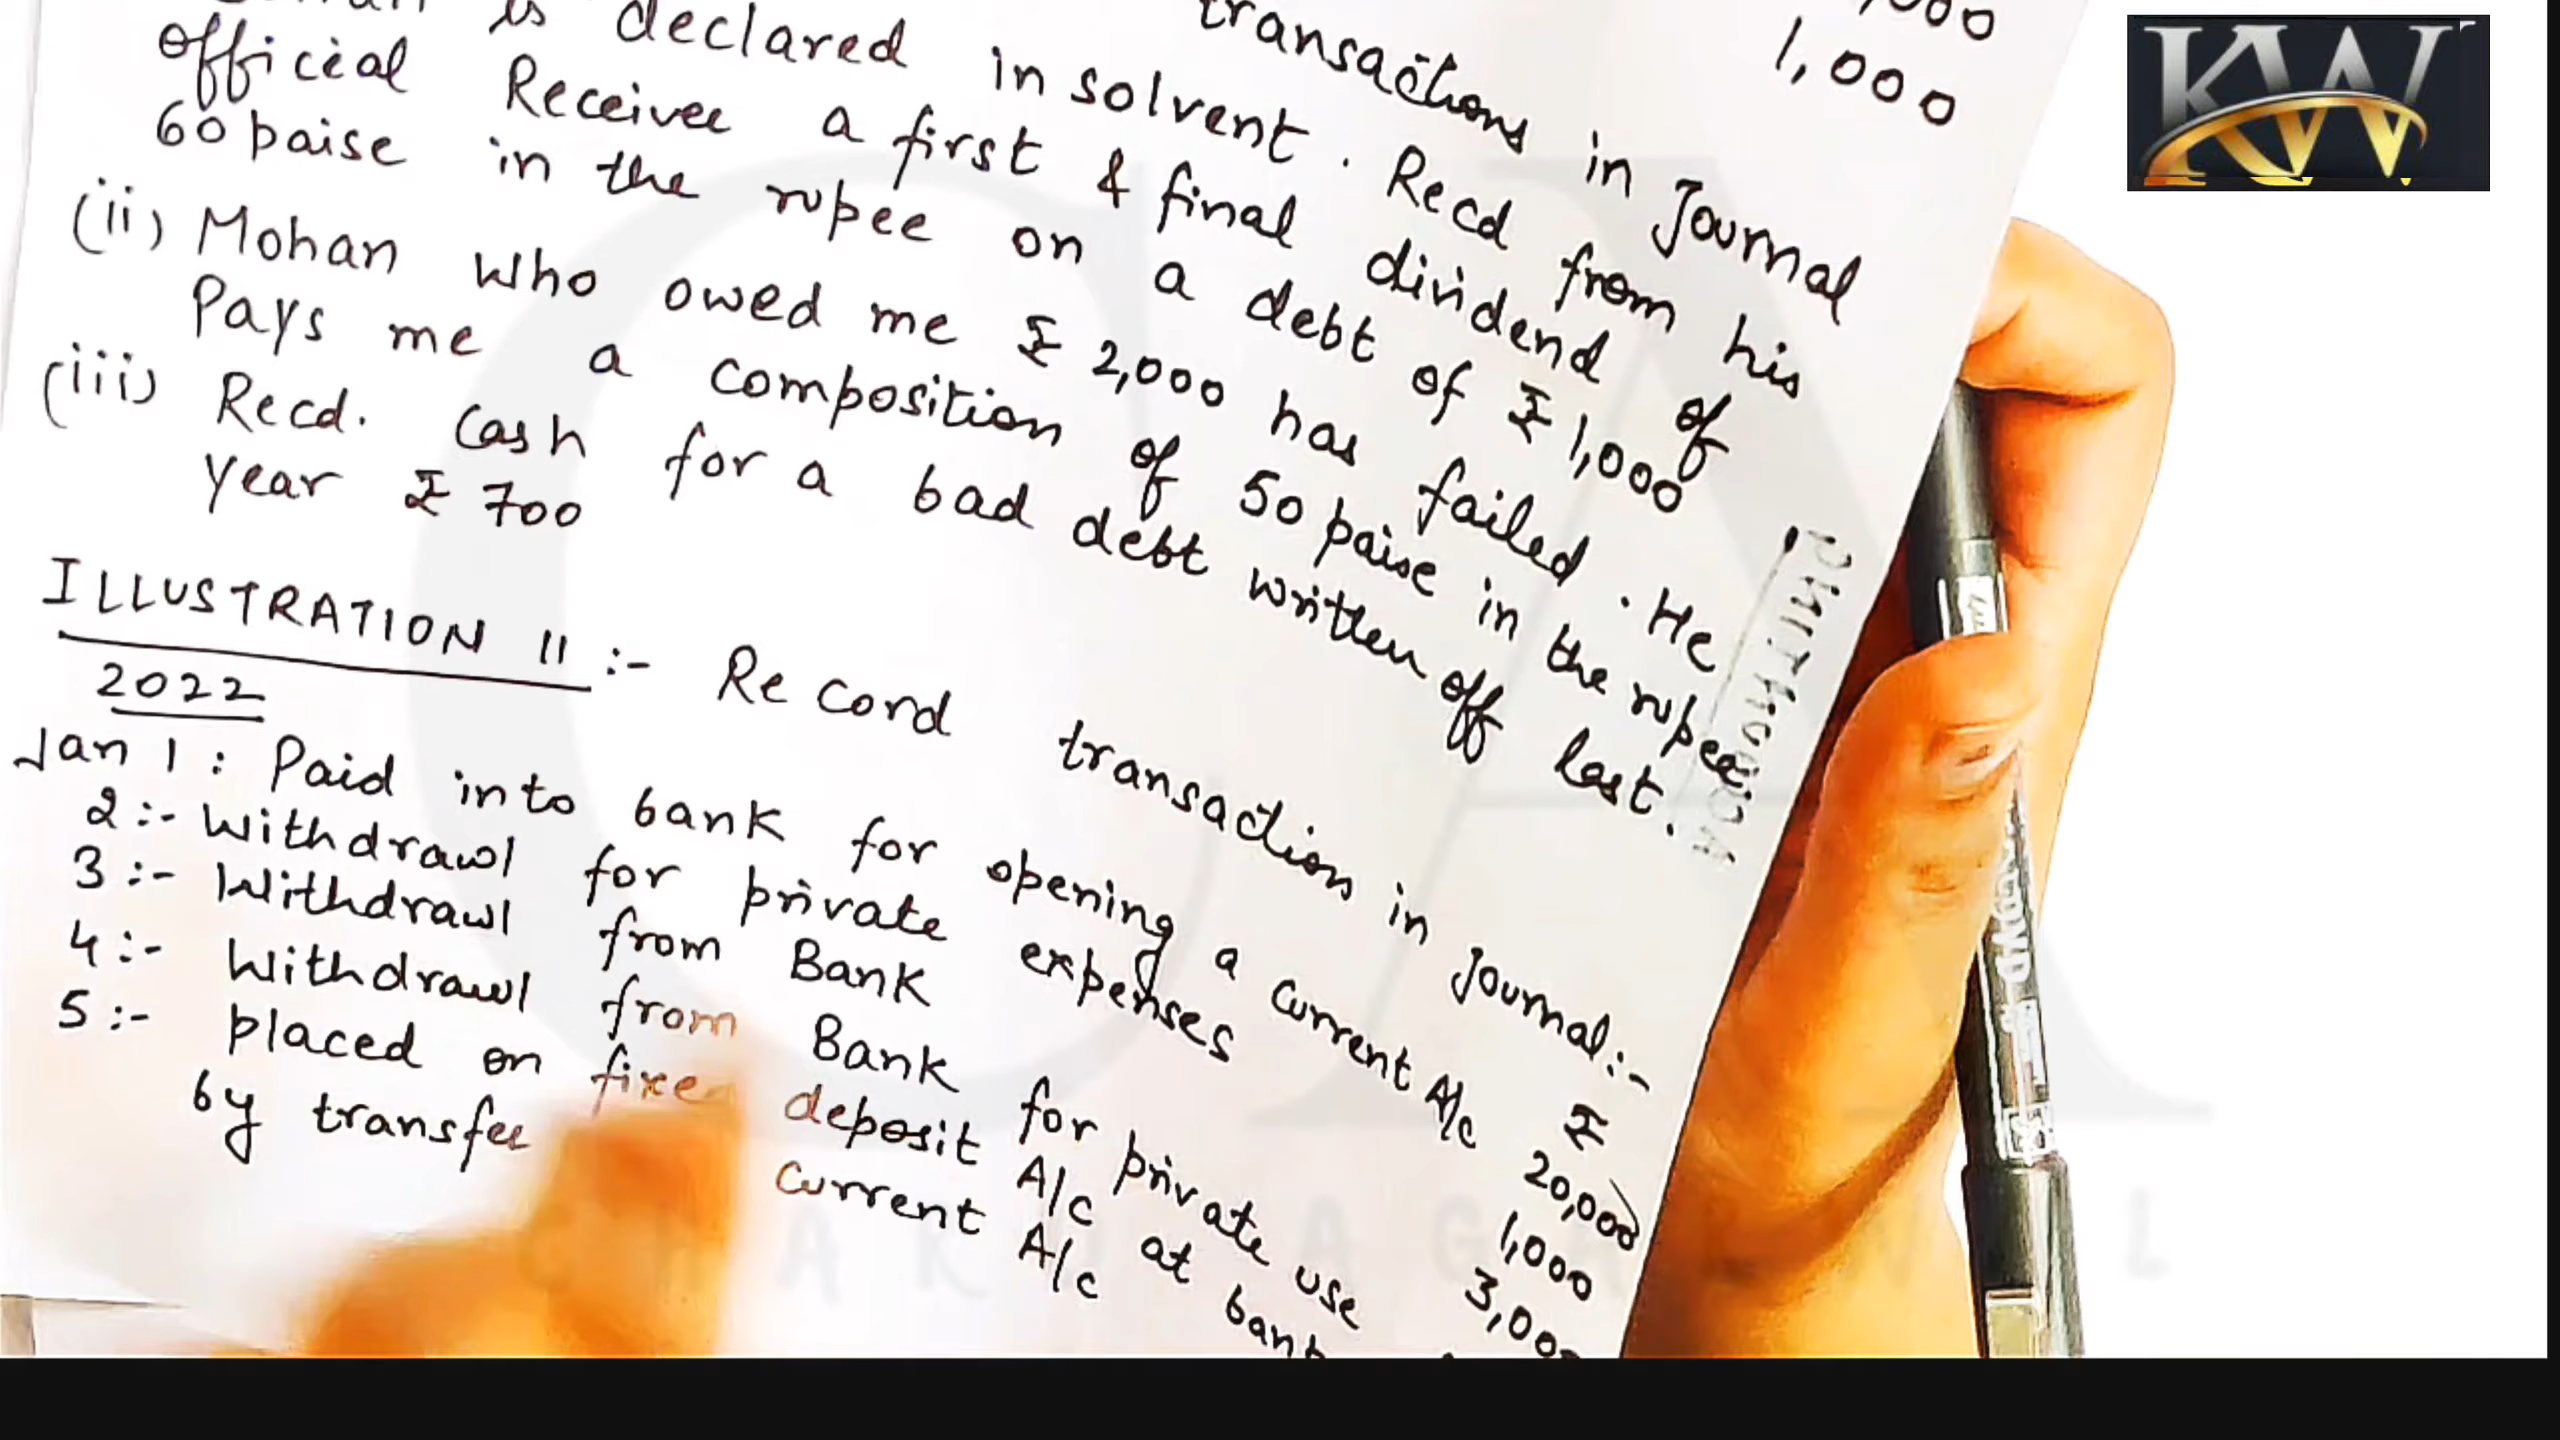 transactions in Journal
is declared insolvent. Recd from his
official Receiver a first & final dividend of
60 paise in the rupee on a debt of ₹ 1,000
(ii) Mohan who owed me ₹ 2,000 has failed. He
Pays me a composition of 50 paise in the rupee
(iii) Recd. Cash for a bad debt written off last.
year ₹ 700
1,000
ILLUSTRATION 11 :- Record transaction in Journal:-
2022
₹
Jan 1: Paid into bank for opening a current A/c 20,000
2:- Withdrawl for private expenses 1,000
3:- Withdrawl from Bank
4:- Withdrawl from Bank for private use
5:- placed on fixed deposit A/c at bank
by transfer current A/c
KW
CA